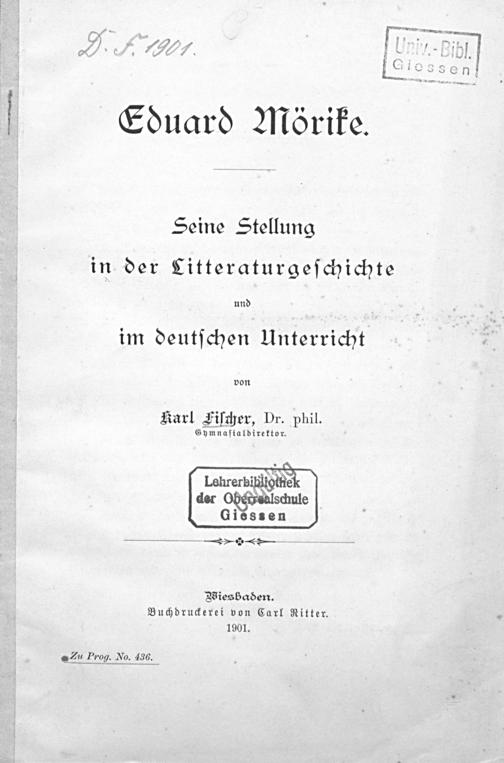 D. F. 1901.
Univ.-Bibl.
Giessen
Eduard Mörike.
Seine Stellung
in der Litteraturgeschichte
und
im deutschen Unterricht
von
Karl Fischer, Dr. phil.
Gymnasialdirektor.
Lehrerbibliothek
der Oberrealschule
Giessen
Wiesbaden.
Buchdruckerei von Carl Ritter.
1901.
Zu Prog. No. 436.